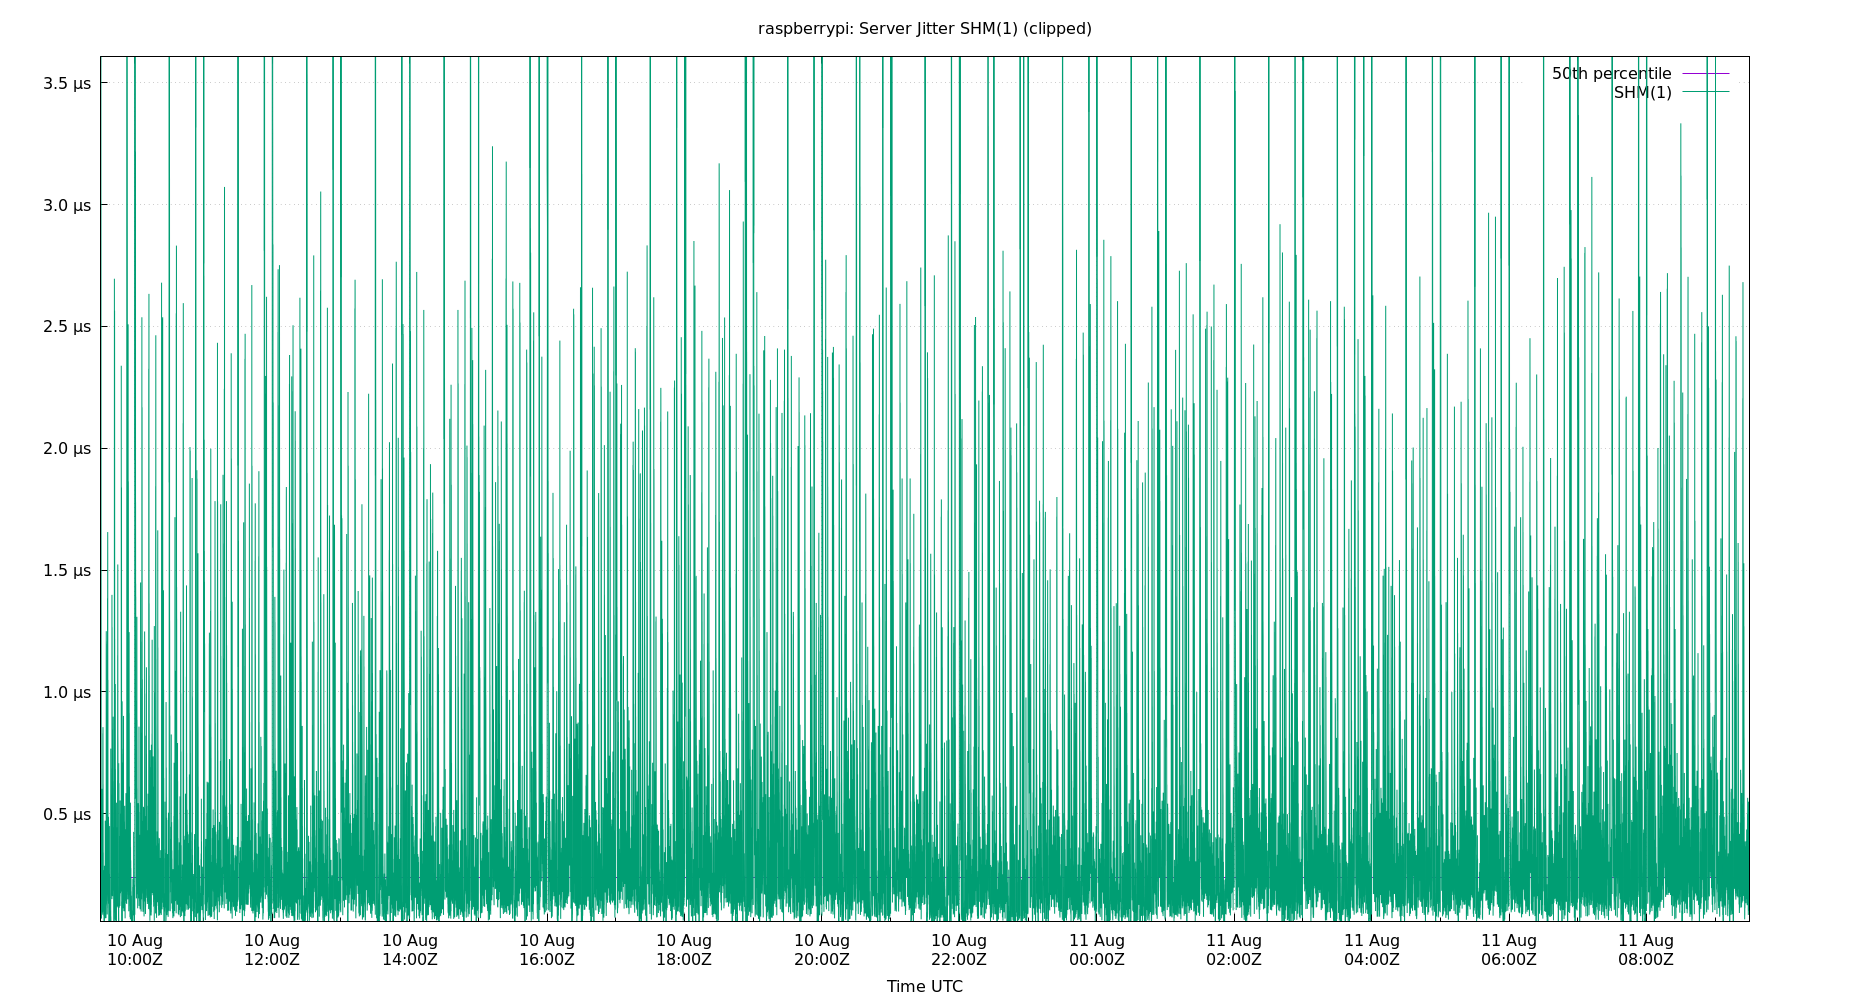 raspberrypi: Server Jitter SHM(1) (clipped)
50th percentile
SHM(1)
3.5 µs
3.0 µs
2.5 µs
2.0 µs
1.5 µs
1.0 µs
0.5 µs
10 Aug 10 Aug 10 Aug 10 Aug 10 Aug 10 Aug 10 Aug 11 Aug 11 Aug 11 Aug 11 Aug 11 Aug
10:00Z 12:00Z 14:00Z 16:00Z 18:00Z 20:00Z 22:00Z 00:00Z 02:00Z 04:00Z 06:00Z 08:00Z
Time UTC